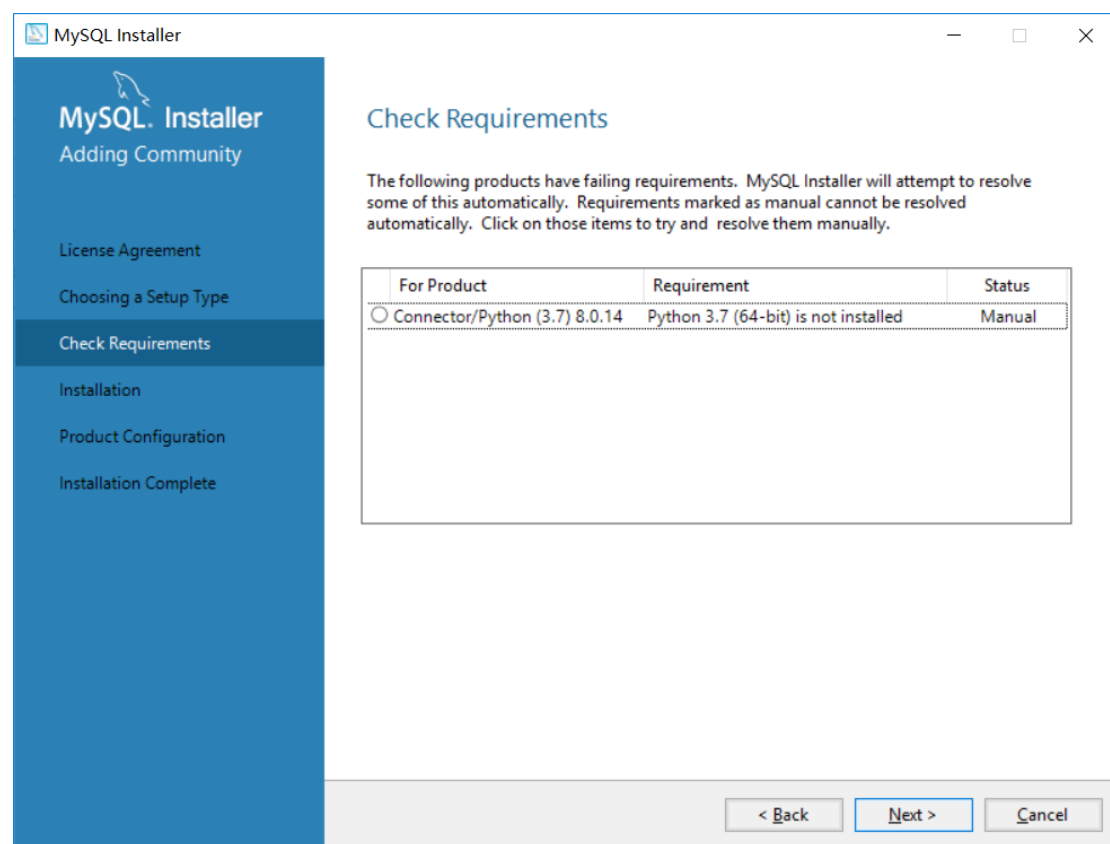 MySQL Installer
MySQL. Installer
Adding Community
License Agreement
Choosing a Setup Type
Check Requirements
Installation
Product Configuration
Installation Complete
Check Requirements
The following products have failing requirements. MySQL Installer will attempt to resolve
some of this automatically. Requirements marked as manual cannot be resolved
automatically. Click on those items to try and resolve them manually.
For Product Requirement Status
Connector/Python (3.7) 8.0.14 Python 3.7 (64-bit) is not installed Manual
< Back Next > Cancel